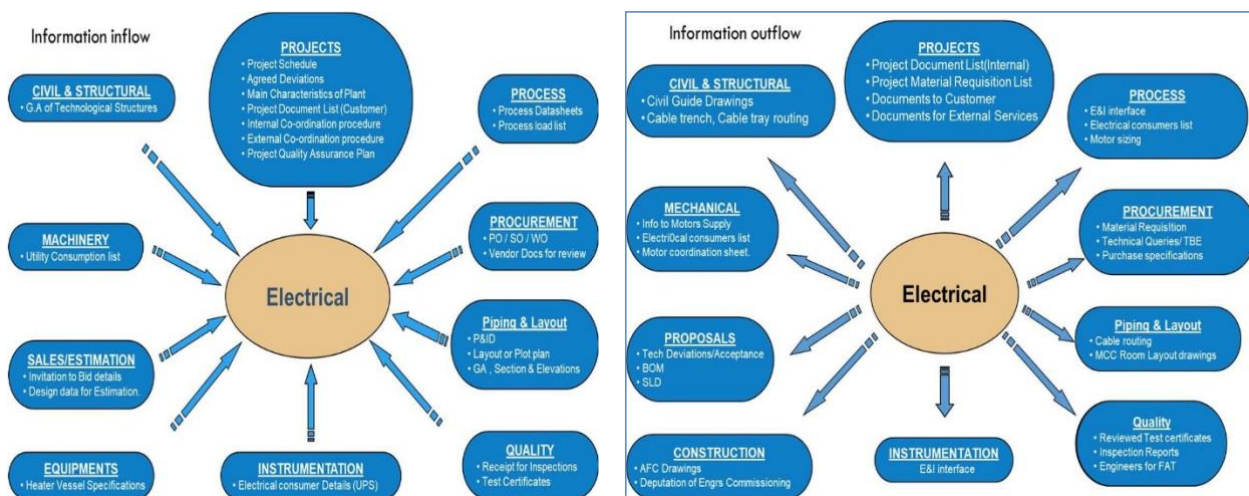 Information inflow
PROJECTS
• Project Schedule
• Agreed Deviations
• Main Characteristics of Plant
• Project Document List (Customer)
• Internal Co-ordination procedure
• External Co-ordination procedure
• Project Quality Assurance Plan
CIVIL & STRUCTURAL
• G.A of Technological Structures
PROCESS
• Process Datasheets
• Process load list
MACHINERY
• Utility Consumption list
PROCUREMENT
• PO / SO / WO
• Vendor Docs for review
Electrical
SALES/ESTIMATION
• Invitation to Bid details
• Design data for Estimation.
Piping & Layout
• P&ID
• Layout or Plot plan
• GA , Section & Elevations
EQUIPMENTS
• Heater Vessel Specifications
INSTRUMENTATION
• Electrical consumer Details (UPS)
QUALITY
• Receipt for Inspections
• Test Certificates
Information outflow
PROJECTS
• Project Document List(Internal)
• Project Material Requisition List
• Documents to Customer
• Documents for External Services
CIVIL & STRUCTURAL
• Civil Guide Drawings
• Cable trench, Cable tray routing
PROCESS
• E&I interface
• Electrical consumers list
• Motor sizing
MECHANICAL
• Info to Motors Supply
• Electri0cal consumers list
• Motor coordination sheet.
PROCUREMENT
• Material Requisition
• Technical Queries/ TBE
• Purchase specifications
Electrical
PROPOSALS
• Tech Deviations/Acceptance
• BOM
• SLD
Piping & Layout
• Cable routing
• MCC Room Layout drawings
CONSTRUCTION
• AFC Drawings
• Deputation of Engrs Commissioning
INSTRUMENTATION
E&I interface
Quality
• Reviewed Test certificates
• Inspection Reports
• Engineers for FAT